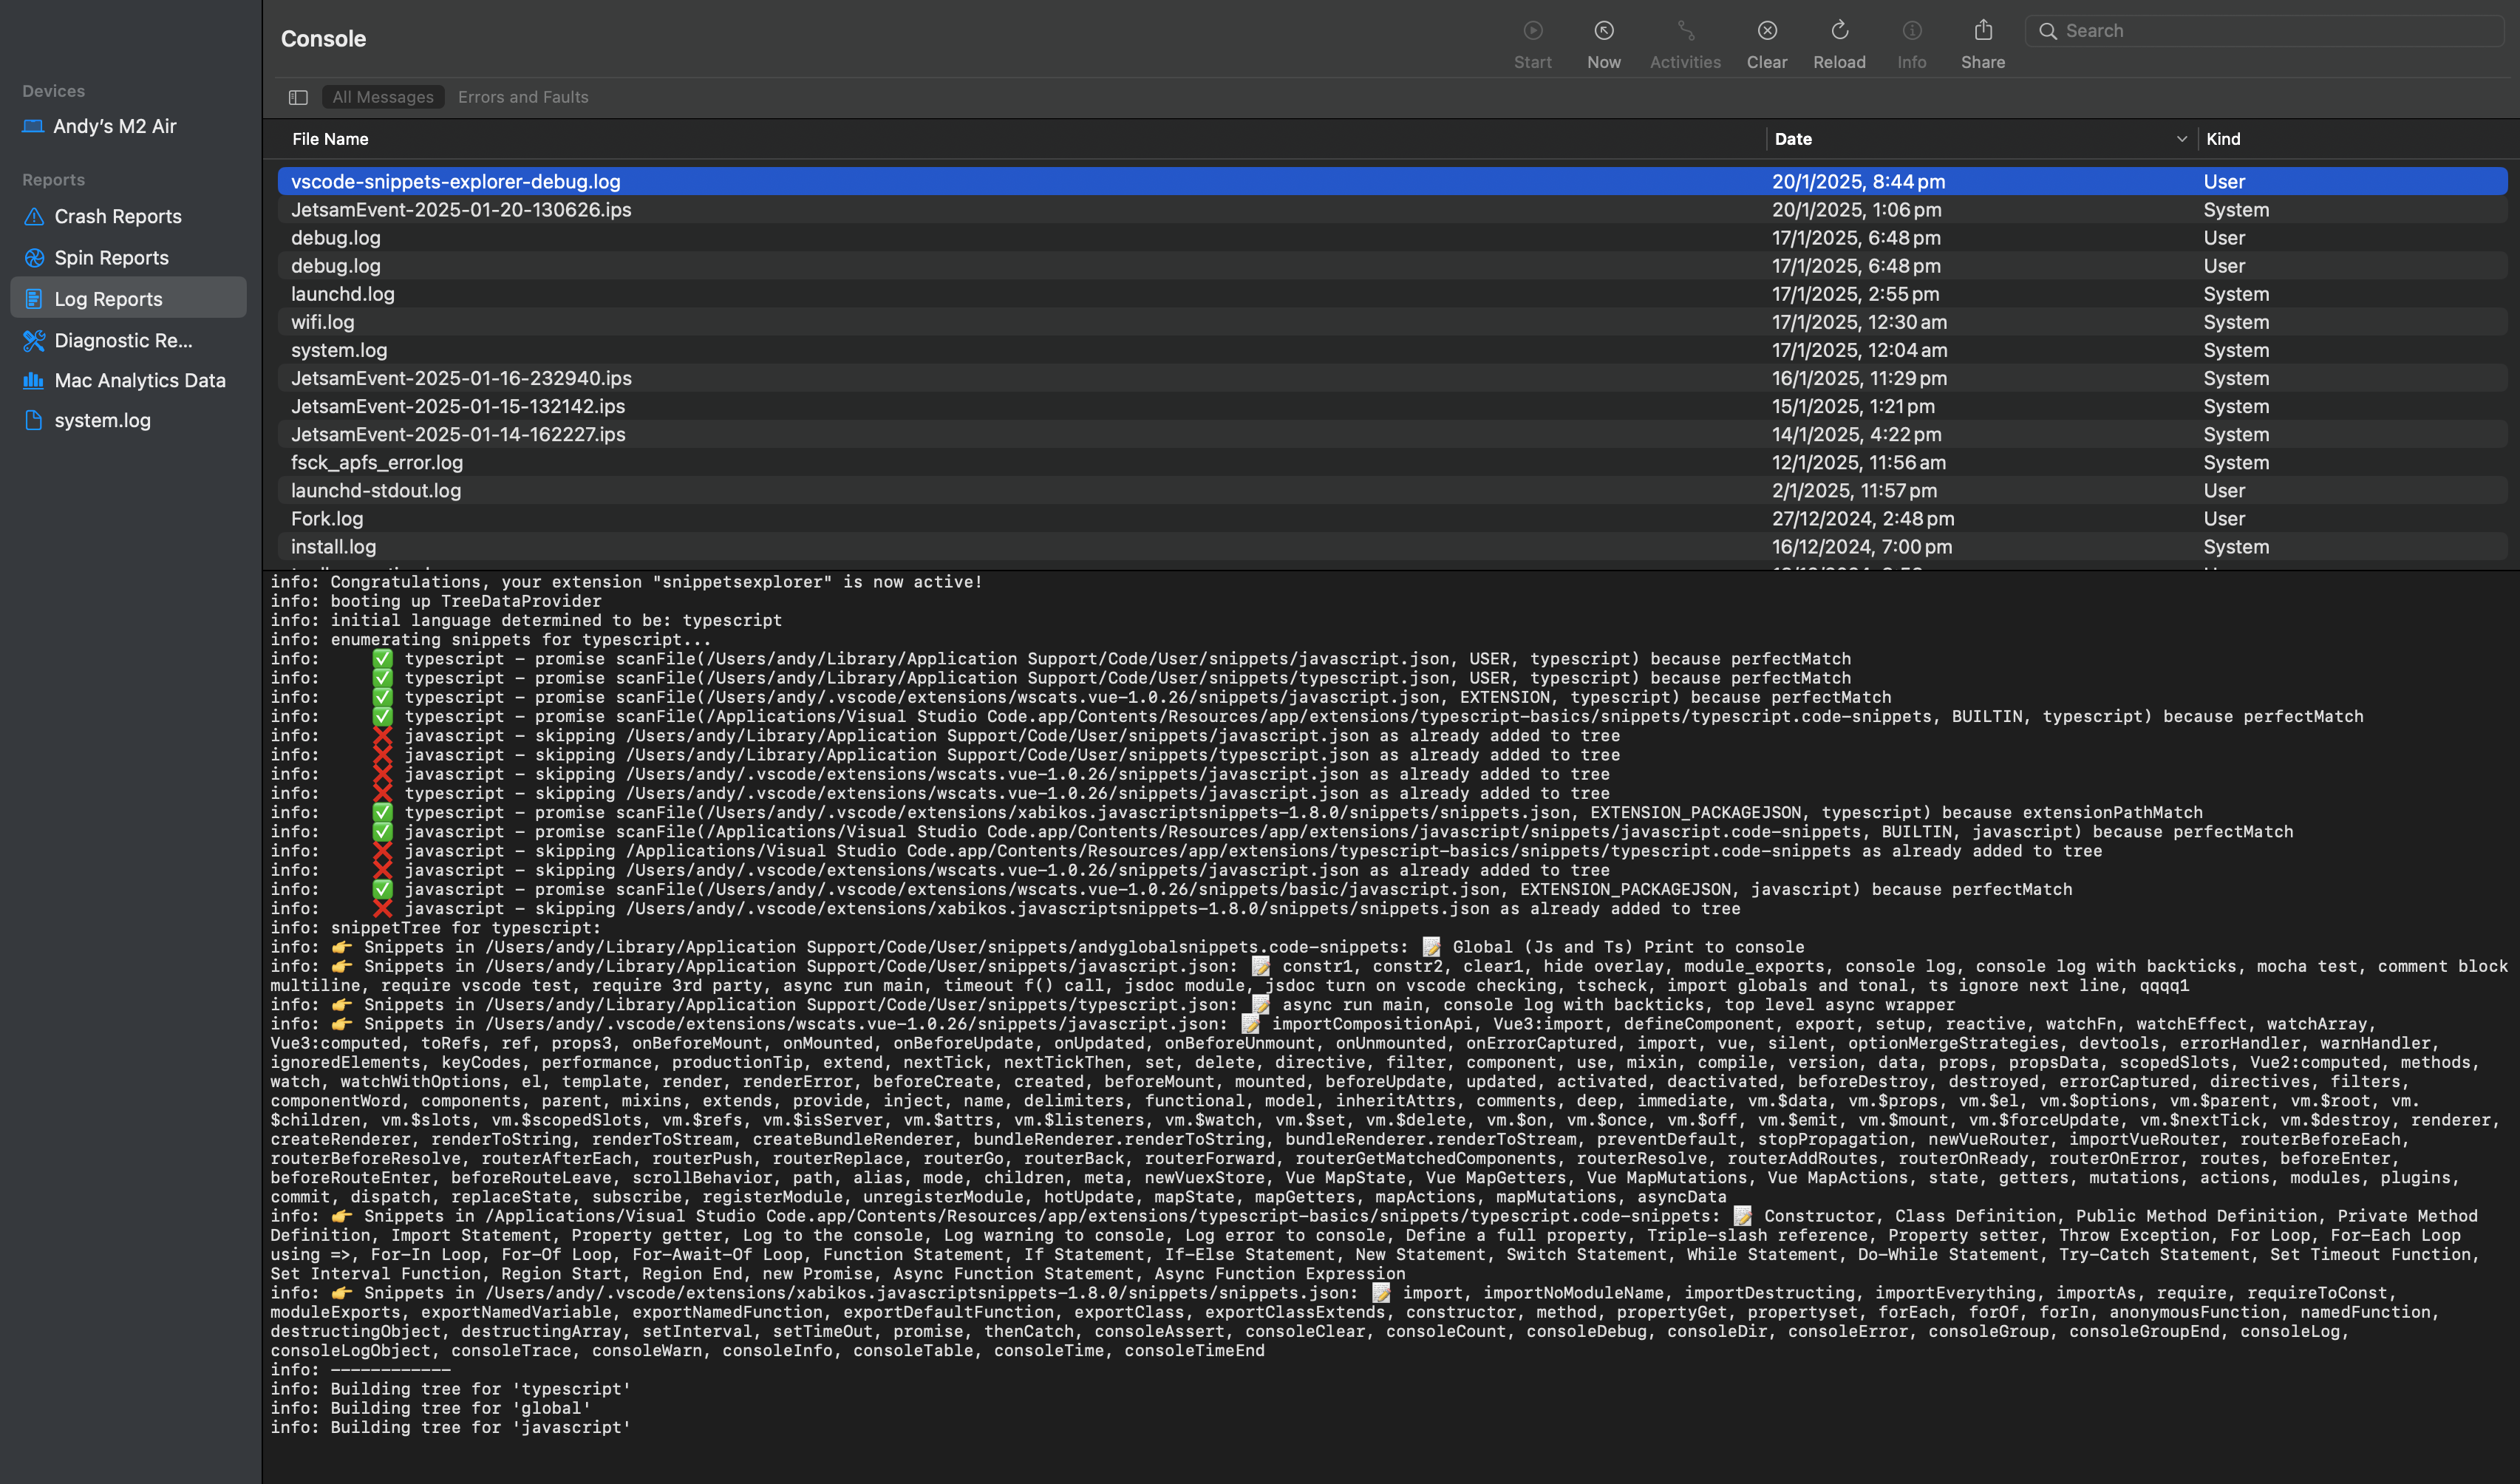 Console
Start
Now
Activities
Clear
Reload
Info
Share
Search
Devices
Andy’s M2 Air
Reports
Crash Reports
Spin Reports
Log Reports
Diagnostic Re...
Mac Analytics Data
system.log
All Messages
Errors and Faults
File Name Date Kind
vscode-snippets-explorer-debug.log 20/1/2025, 8:44 pm User
JetsamEvent-2025-01-20-130626.ips 20/1/2025, 1:06 pm System
debug.log 17/1/2025, 6:48 pm User
debug.log 17/1/2025, 6:48 pm User
launchd.log 17/1/2025, 2:55 pm System
wifi.log 17/1/2025, 12:30 am System
system.log 17/1/2025, 12:04 am System
JetsamEvent-2025-01-16-232940.ips 16/1/2025, 11:29 pm System
JetsamEvent-2025-01-15-132142.ips 15/1/2025, 1:21 pm System
JetsamEvent-2025-01-14-162227.ips 14/1/2025, 4:22 pm System
fsck_apfs_error.log 12/1/2025, 11:56 am System
launchd-stdout.log 2/1/2025, 11:57 pm User
Fork.log 27/12/2024, 2:48 pm User
install.log 16/12/2024, 7:00 pm System
info: Congratulations, your extension "snippetsexplorer" is now active!
info: booting up TreeDataProvider
info: initial language determined to be: typescript
info: enumerating snippets for typescript...
info: ✅ typescript – promise scanFile(/Users/andy/Library/Application Support/Code/User/snippets/javascript.json, USER, typescript) because perfectMatch
info: ✅ typescript – promise scanFile(/Users/andy/Library/Application Support/Code/User/snippets/typescript.json, USER, typescript) because perfectMatch
info: ✅ typescript – promise scanFile(/Users/andy/.vscode/extensions/wscats.vue-1.0.26/snippets/javascript.json, EXTENSION, typescript) because perfectMatch
info: ✅ typescript – promise scanFile(/Applications/Visual Studio Code.app/Contents/Resources/app/extensions/typescript-basics/snippets/typescript.code-snippets, BUILTIN, typescript) because perfectMatch
info: ❌ javascript – skipping /Users/andy/Library/Application Support/Code/User/snippets/javascript.json as already added to tree
info: ❌ javascript – skipping /Users/andy/Library/Application Support/Code/User/snippets/typescript.json as already added to tree
info: ❌ javascript – skipping /Users/andy/.vscode/extensions/wscats.vue-1.0.26/snippets/javascript.json as already added to tree
info: ❌ typescript – skipping /Users/andy/.vscode/extensions/wscats.vue-1.0.26/snippets/javascript.json as already added to tree
info: ✅ typescript – promise scanFile(/Users/andy/.vscode/extensions/xabikos.javascriptsnippets-1.8.0/snippets/snippets.json, EXTENSION_PACKAGEJSON, typescript) because extensionPathMatch
info: ✅ javascript – promise scanFile(/Applications/Visual Studio Code.app/Contents/Resources/app/extensions/javascript/snippets/javascript.code-snippets, BUILTIN, javascript) because perfectMatch
info: ❌ javascript – skipping /Applications/Visual Studio Code.app/Contents/Resources/app/extensions/typescript-basics/snippets/typescript.code-snippets as already added to tree
info: ❌ javascript – skipping /Users/andy/.vscode/extensions/wscats.vue-1.0.26/snippets/javascript.json as already added to tree
info: ✅ javascript – promise scanFile(/Users/andy/.vscode/extensions/wscats.vue-1.0.26/snippets/basic/javascript.json, EXTENSION_PACKAGEJSON, javascript) because perfectMatch
info: ❌ javascript – skipping /Users/andy/.vscode/extensions/xabikos.javascriptsnippets-1.8.0/snippets/snippets.json as already added to tree
info: snippetTree for typescript:
info: 👉 Snippets in /Users/andy/Library/Application Support/Code/User/snippets/andyglobalsnippets.code-snippets: 📝 Global (Js and Ts) Print to console
info: 👉 Snippets in /Users/andy/Library/Application Support/Code/User/snippets/javascript.json: 📝 constr1, constr2, clear1, hide overlay, module_exports, console log, console log with backticks, mocha test, comment block
multiline, require vscode test, require 3rd party, async run main, timeout f() call, jsdoc module, jsdoc turn on vscode checking, tscheck, import globals and tonal, ts ignore next line, qqqq1
info: 👉 Snippets in /Users/andy/Library/Application Support/Code/User/snippets/typescript.json: 📝 async run main, console log with backticks, top level async wrapper
info: 👉 Snippets in /Users/andy/.vscode/extensions/wscats.vue-1.0.26/snippets/javascript.json: 📝 importCompositionApi, Vue3:import, defineComponent, export, setup, reactive, watchFn, watchEffect, watchArray,
Vue3:computed, toRefs, ref, props3, onBeforeMount, onMounted, onBeforeUpdate, onUpdated, onBeforeUnmount, onUnmounted, onErrorCaptured, import, vue, silent, optionMergeStrategies, devtools, errorHandler, warnHandler,
ignoredElements, keyCodes, performance, productionTip, extend, nextTick, nextTickThen, set, delete, directive, filter, component, use, mixin, compile, version, data, props, propsData, scopedSlots, Vue2:computed, methods,
watch, watchWithOptions, el, template, render, renderError, beforeCreate, created, beforeMount, mounted, beforeUpdate, updated, activated, deactivated, beforeDestroy, destroyed, errorCaptured, directives, filters,
componentWord, components, parent, mixins, extends, provide, inject, name, delimiters, functional, model, inheritAttrs, comments, deep, immediate, vm.$data, vm.$props, vm.$el, vm.$options, vm.$parent, vm.$root, vm.
$children, vm.$slots, vm.$scopedSlots, vm.$refs, vm.$isServer, vm.$attrs, vm.$listeners, vm.$watch, vm.$set, vm.$delete, vm.$on, vm.$once, vm.$off, vm.$emit, vm.$mount, vm.$forceUpdate, vm.$nextTick, vm.$destroy, renderer,
createRenderer, renderToString, renderToStream, createBundleRenderer, bundleRenderer.renderToString, bundleRenderer.renderToStream, preventDefault, stopPropagation, newVueRouter, importVueRouter, routerBeforeEach,
routerBeforeResolve, routerAfterEach, routerPush, routerReplace, routerGo, routerBack, routerForward, routerGetMatchedComponents, routerResolve, routerAddRoutes, routerOnReady, routerOnError, routes, beforeEnter,
beforeRouteEnter, beforeRouteLeave, scrollBehavior, path, alias, mode, children, meta, newVuexStore, Vue MapState, Vue MapGetters, Vue MapMutations, Vue MapActions, state, getters, mutations, actions, modules, plugins,
commit, dispatch, replaceState, subscribe, registerModule, unregisterModule, hotUpdate, mapState, mapGetters, mapActions, mapMutations, asyncData
info: 👉 Snippets in /Applications/Visual Studio Code.app/Contents/Resources/app/extensions/typescript-basics/snippets/typescript.code-snippets: 📝 Constructor, Class Definition, Public Method Definition, Private Method
Definition, Import Statement, Property getter, Log to the console, Log warning to console, Log error to console, Define a full property, Triple-slash reference, Property setter, Throw Exception, For Loop, For-Each Loop
using =>, For-In Loop, For-Of Loop, For-Await-Of Loop, Function Statement, If Statement, If-Else Statement, New Statement, Switch Statement, While Statement, Do-While Statement, Try-Catch Statement, Set Timeout Function,
Set Interval Function, Region Start, Region End, new Promise, Async Function Statement, Async Function Expression
info: 👉 Snippets in /Users/andy/.vscode/extensions/xabikos.javascriptsnippets-1.8.0/snippets/snippets.json: 📝 import, importNoModuleName, importDestructing, importEverything, importAs, require, requireToConst,
moduleExports, exportNamedVariable, exportNamedFunction, exportDefaultFunction, exportClass, exportClassExtends, constructor, method, propertyGet, propertyset, forEach, forOf, forIn, anonymousFunction, namedFunction,
destructingObject, destructingArray, setInterval, setTimeOut, promise, thenCatch, consoleAssert, consoleClear, consoleCount, consoleDebug, consoleDir, consoleError, consoleGroup, consoleGroupEnd, consoleLog,
consoleLogObject, consoleTrace, consoleWarn, consoleInfo, consoleTable, consoleTime, consoleTimeEnd
info: ------------
info: Building tree for 'typescript'
info: Building tree for 'global'
info: Building tree for 'javascript'